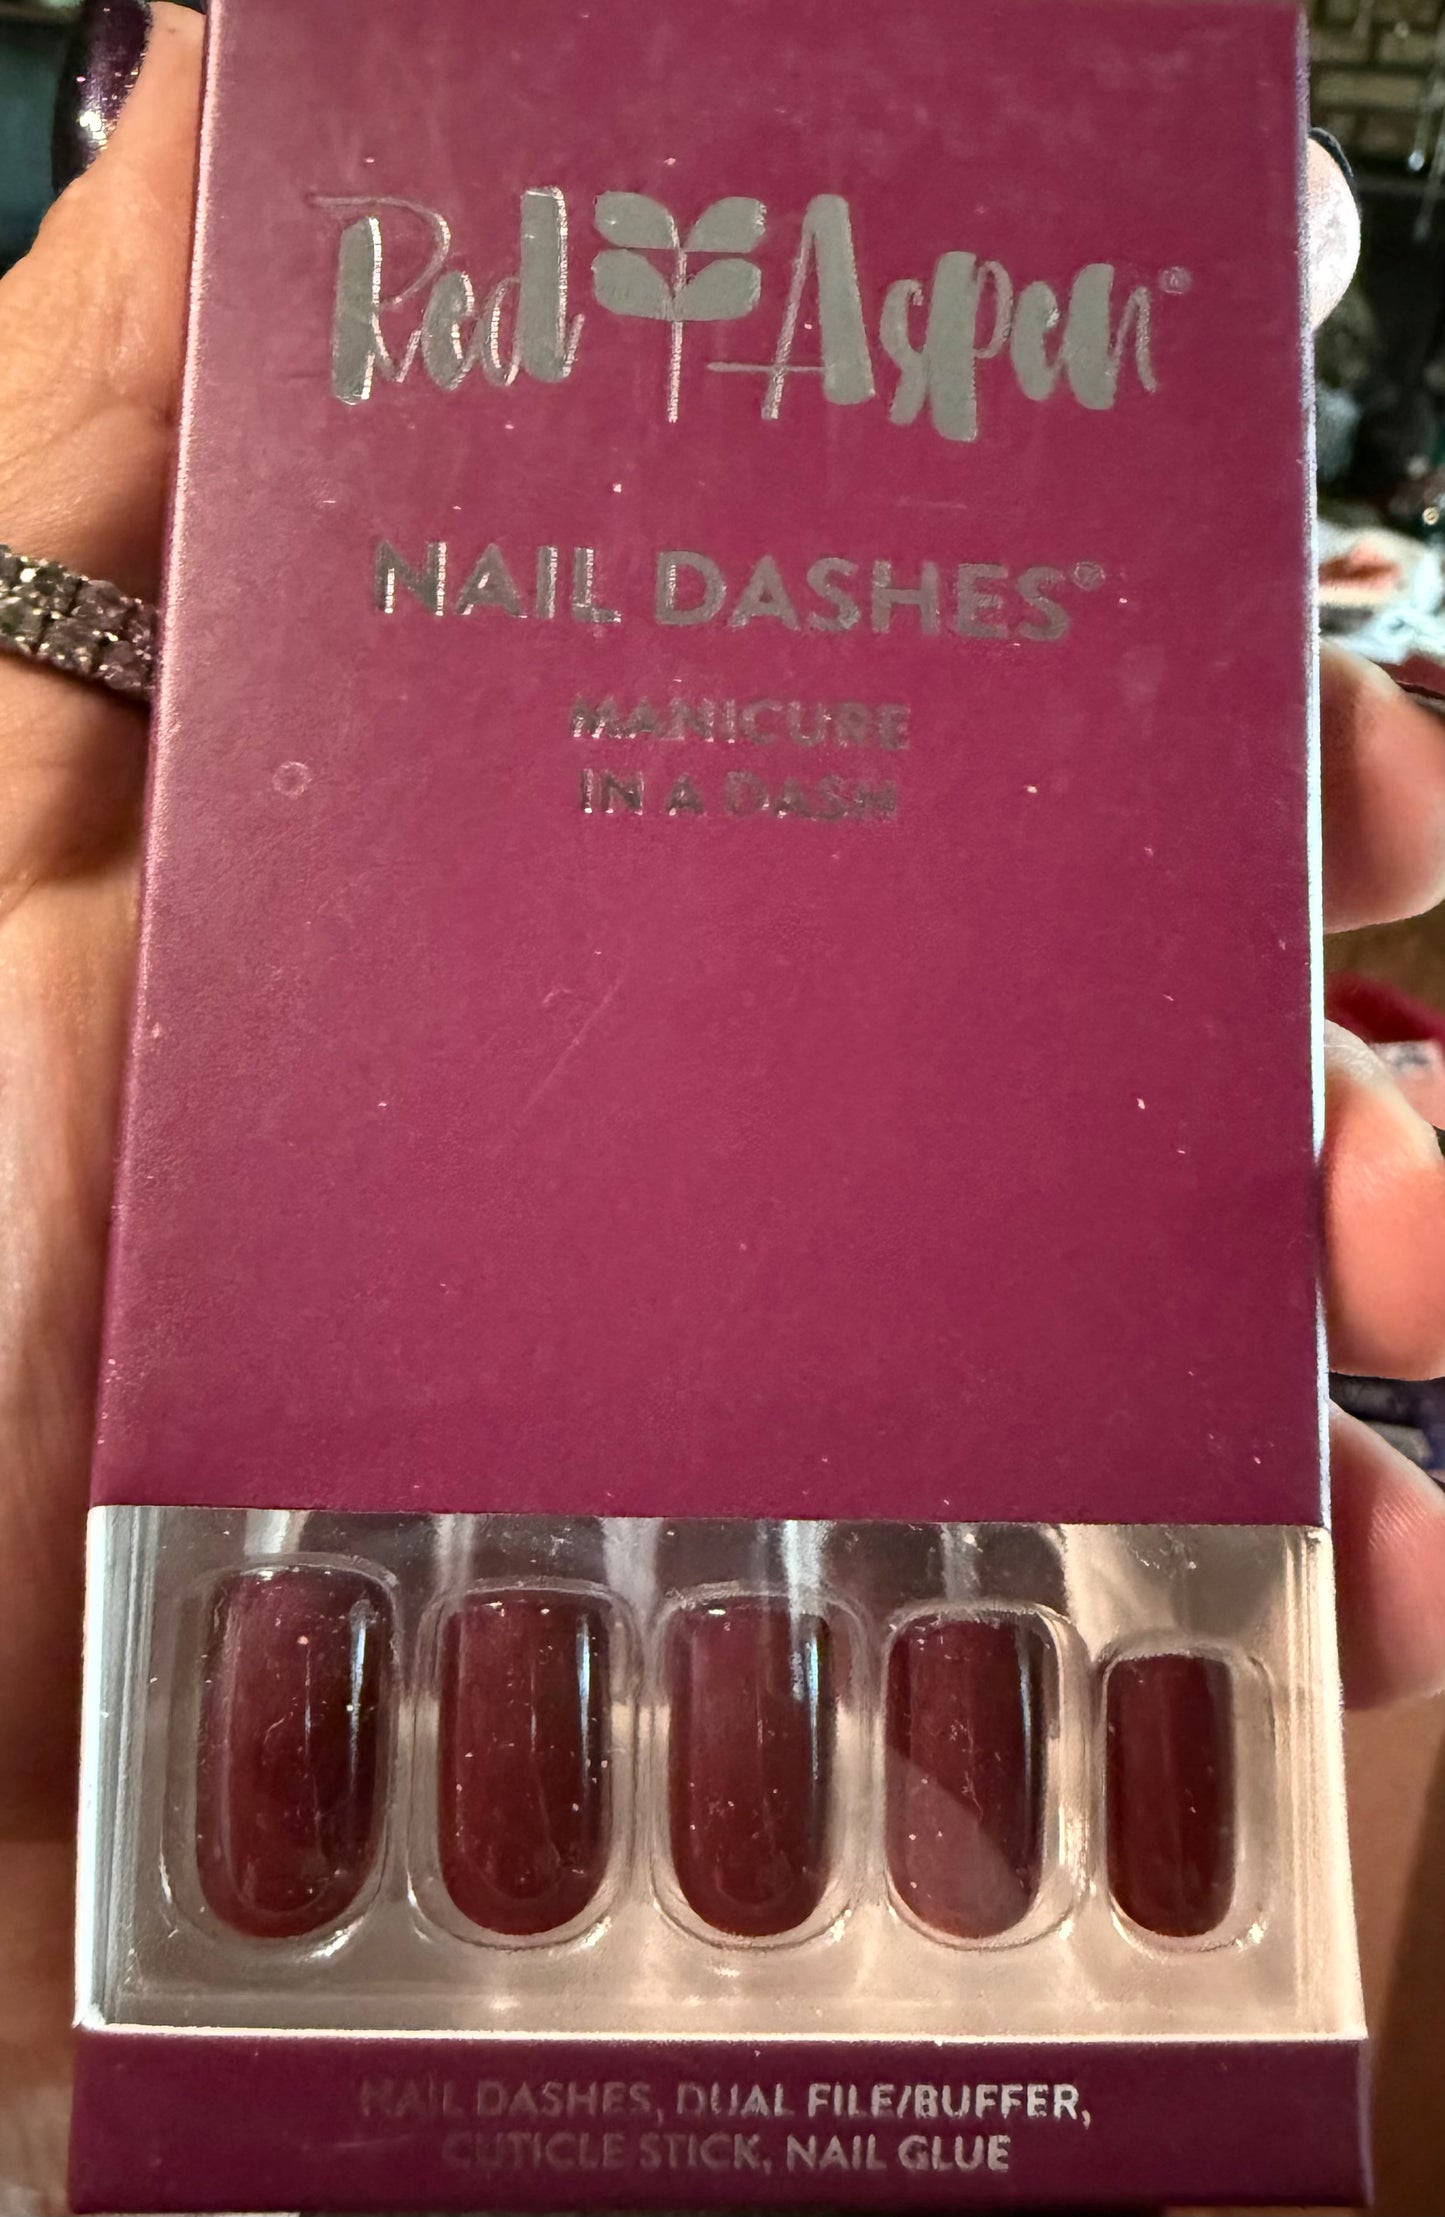 Red Aspen®
NAIL DASHES®
MANICURE
IN A DASH
NAIL DASHES, DUAL FILE/BUFFER,
CUTICLE STICK, NAIL GLUE